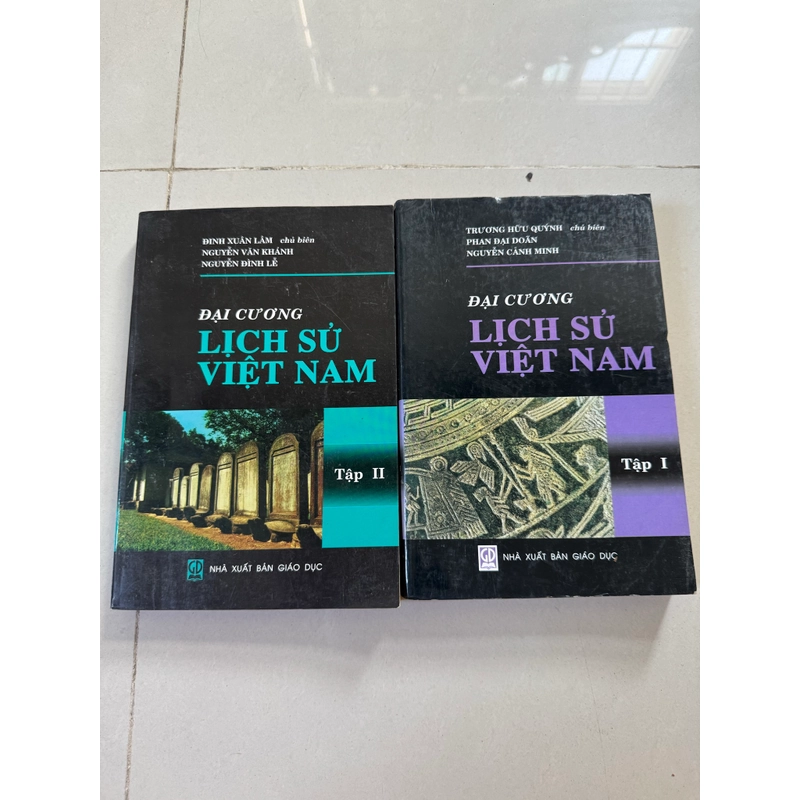 ĐINH XUÂN LÂM chủ biên
NGUYỄN VĂN KHÁNH
NGUYỄN ĐÌNH LỄ
ĐẠI CƯƠNG
LỊCH SỬ
VIỆT NAM
Tập II
NHÀ XUẤT BẢN GIÁO DỤC
TRƯƠNG HỮU QUÝNH chủ biên
PHAN ĐẠI DOÃN
NGUYỄN CẢNH MINH
ĐẠI CƯƠNG
LỊCH SỬ
VIỆT NAM
Tập I
NHÀ XUẤT BẢN GIÁO DỤC